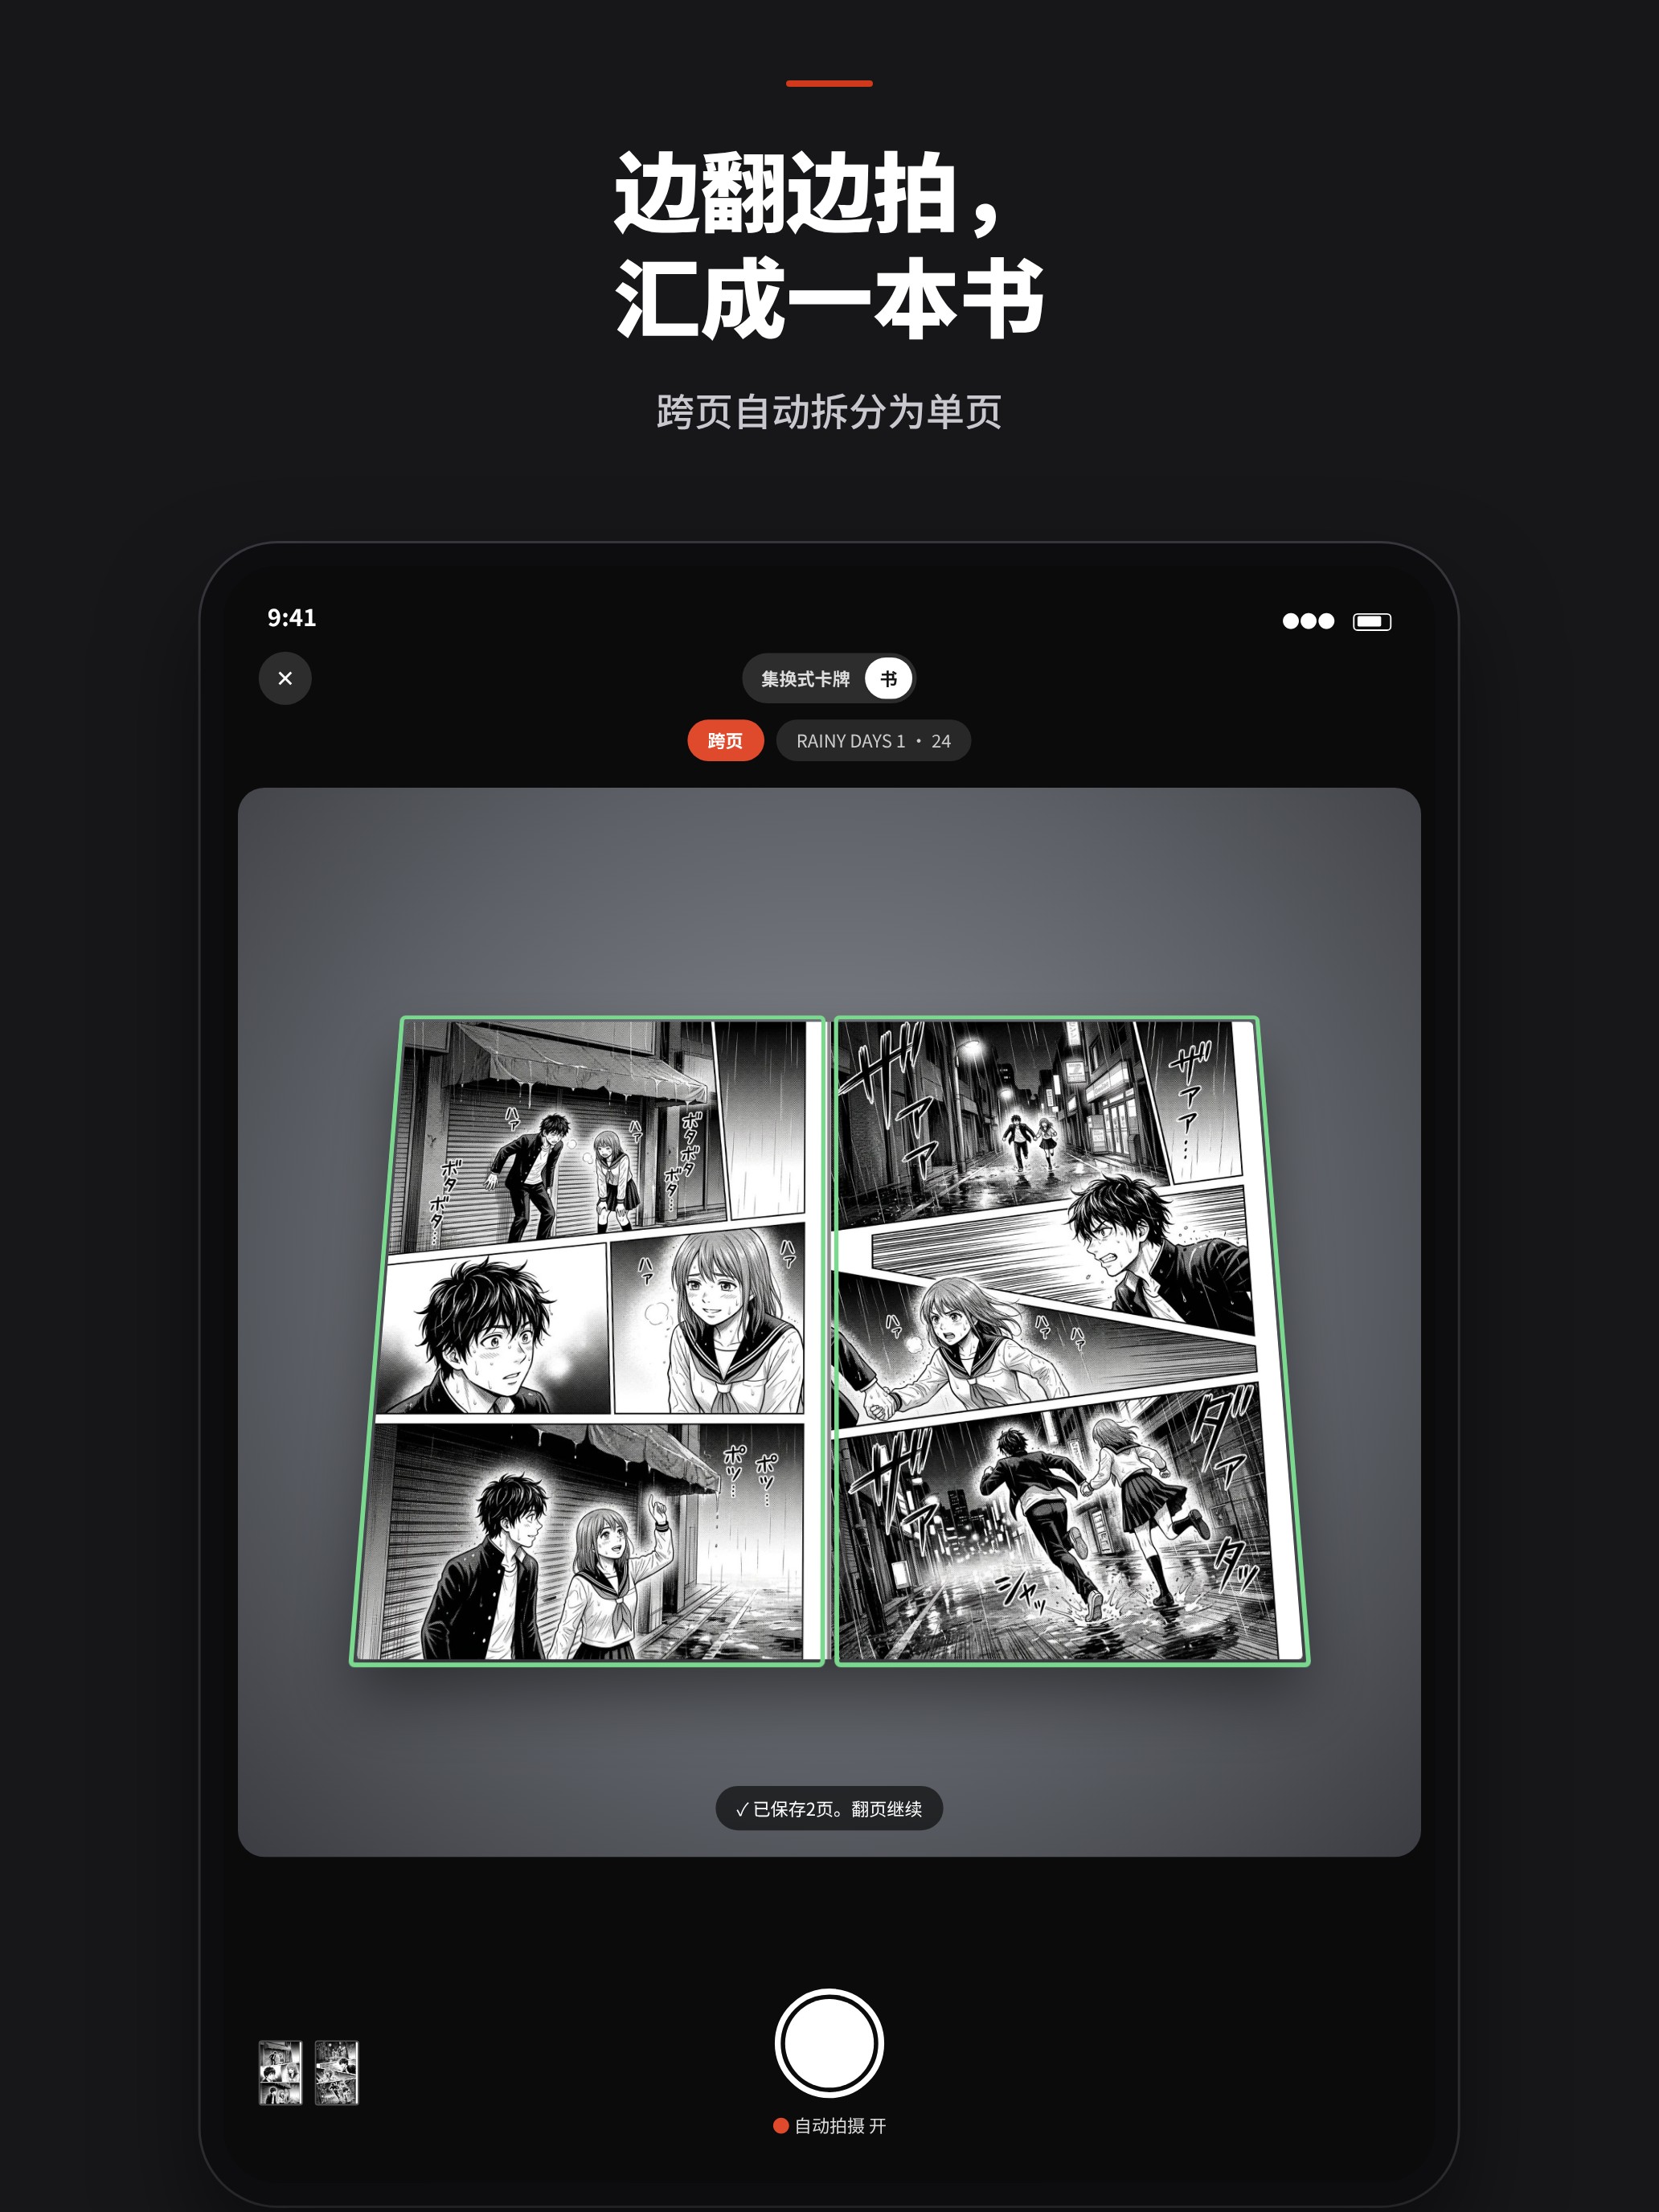 边翻边拍，
汇成一本书
跨页自动拆分为单页
9:41
集换式卡牌 书
跨页 RAINY DAYS 1 · 24
ハァ
ハァ
ボタボタ
ボタ…
ボタ
ボタ…
ザァァ
ザァァ…
ハァ
ハァ
ハァ
ハァ
ハァ
ポッ…
ポッ…
ザァァ
ダァ
タッ
シャッ
✓已保存2页。翻页继续
自动拍摄 开